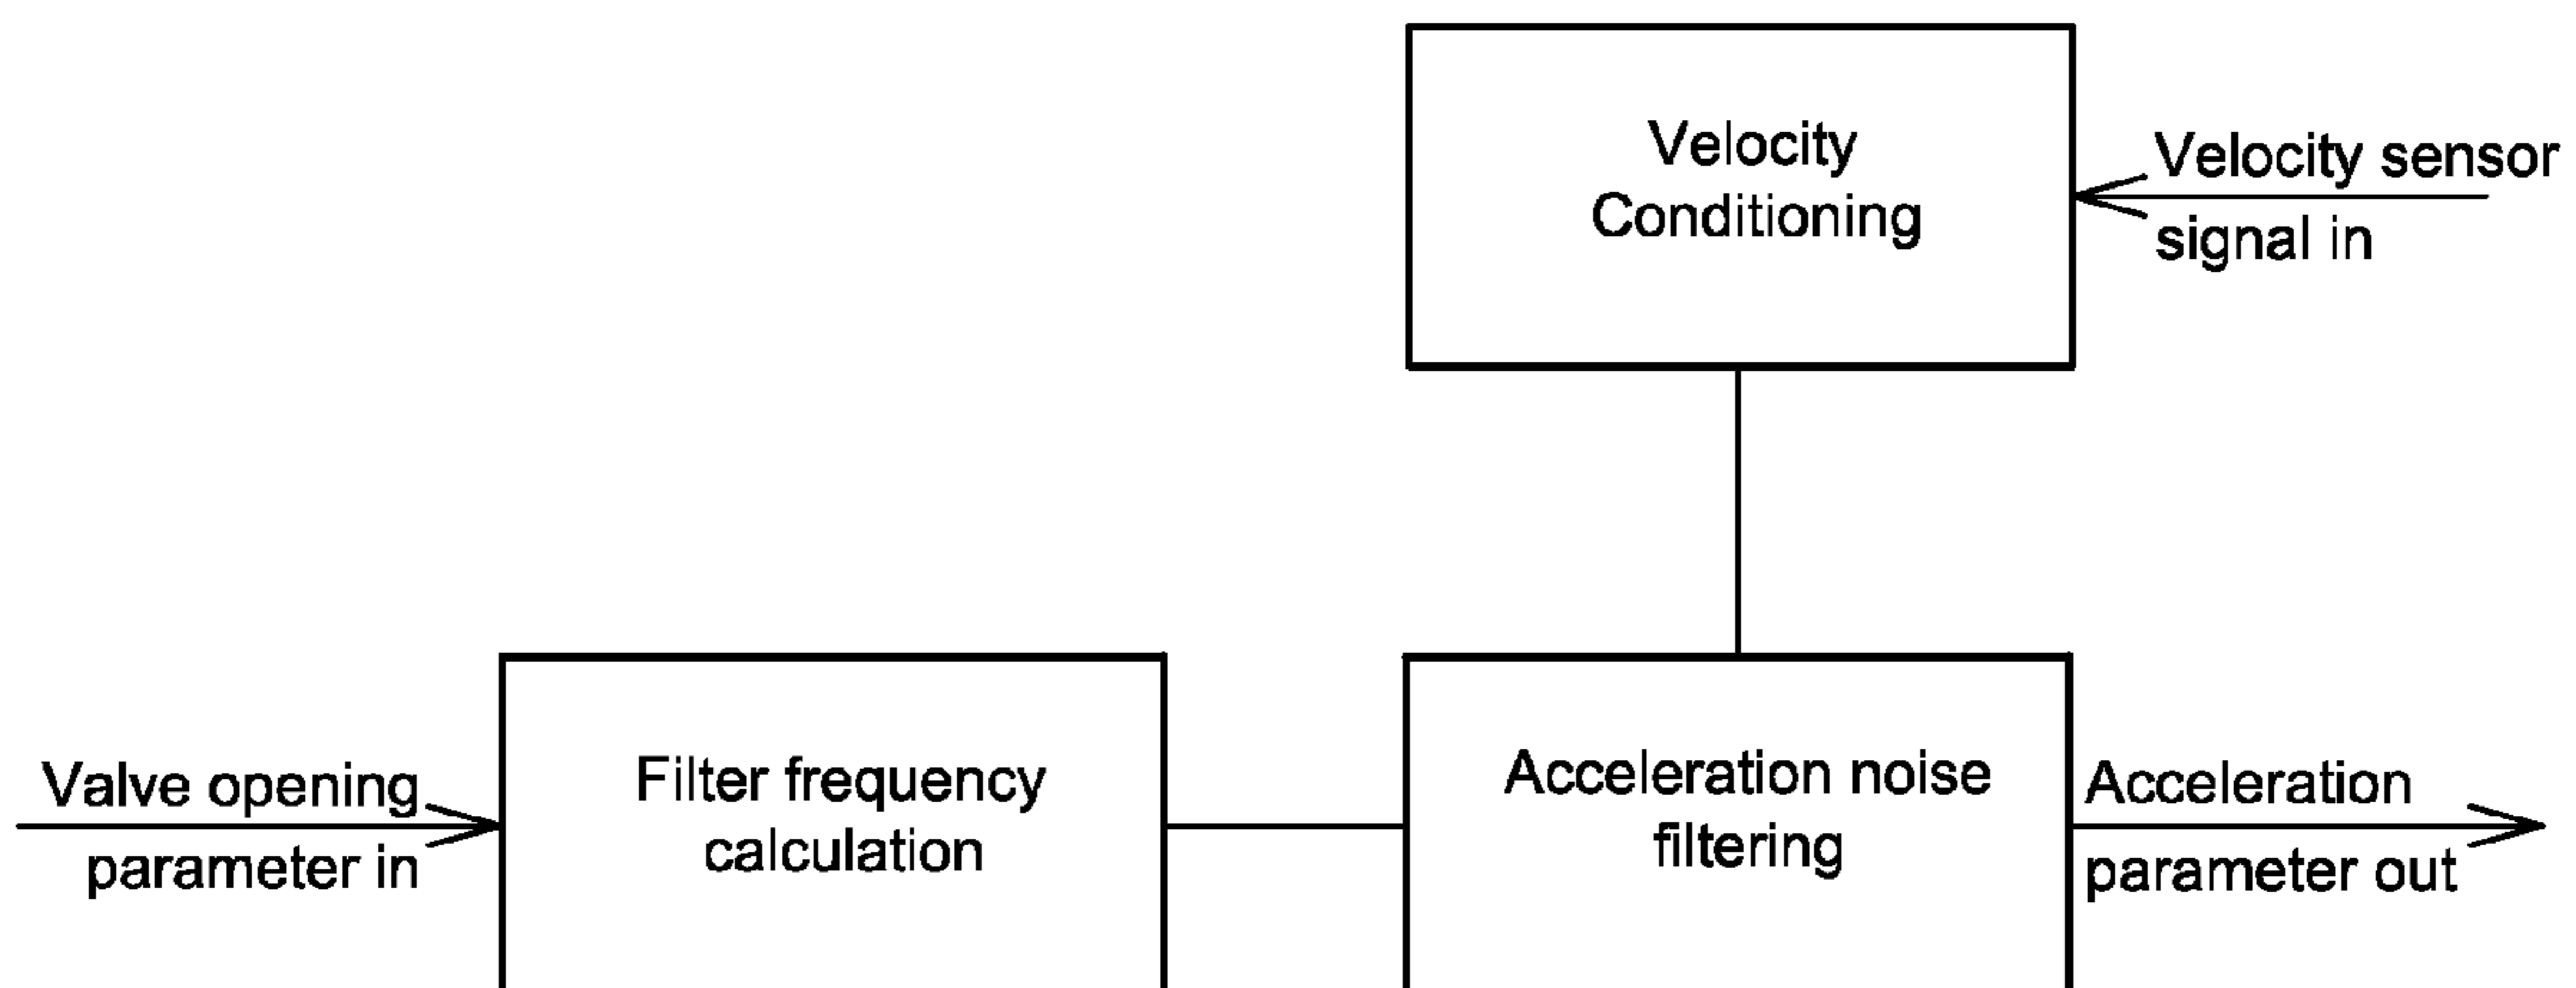 Velocity
Conditioning
Velocity sensor
signal in
Valve opening
parameter in
Filter frequency
calculation
Acceleration noise
filtering
Acceleration
parameter out